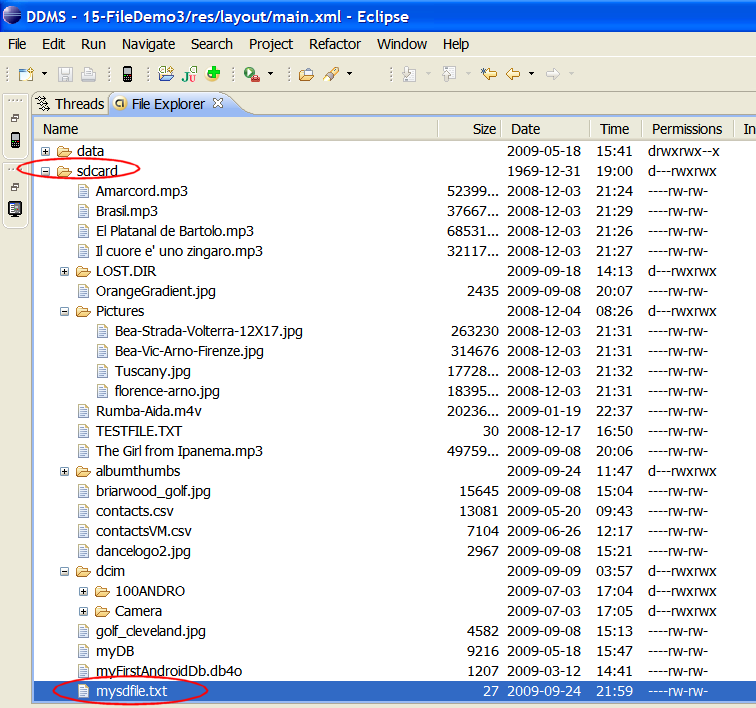 DDMS - 15-FileDemo3/res/layout/main.xml - Eclipse
File Edit Run Navigate Search Project Refactor Window Help
Threads File Explorer
Name Size Date Time Permissions In
data 2009-05-18 15:41 drwxrwx--x
sdcard 1969-12-31 19:00 d---rwxrwx
Amarcord.mp3 52399... 2008-12-03 21:24 ----rw-rw-
Brasil.mp3 37667... 2008-12-03 21:29 ----rw-rw-
El Platanal de Bartolo.mp3 68531... 2008-12-03 21:26 ----rw-rw-
Il cuore e' uno zingaro.mp3 32117... 2008-12-03 21:27 ----rw-rw-
LOST.DIR 2009-09-18 14:13 d---rwxrwx
OrangeGradient.jpg 2435 2009-09-08 20:07 ----rw-rw-
Pictures 2008-12-04 08:26 d---rwxrwx
Bea-Strada-Volterra-12X17.jpg 263230 2008-12-03 21:31 ----rw-rw-
Bea-Vic-Arno-Firenze.jpg 314676 2008-12-03 21:31 ----rw-rw-
Tuscany.jpg 17728... 2008-12-03 21:32 ----rw-rw-
florence-arno.jpg 18395... 2008-12-03 21:31 ----rw-rw-
Rumba-Aida.m4v 20236... 2009-01-19 22:37 ----rw-rw-
TESTFILE.TXT 30 2008-12-17 16:50 ----rw-rw-
The Girl from Ipanema.mp3 49759... 2009-09-08 20:06 ----rw-rw-
albumthumbs 2009-09-24 11:47 d---rwxrwx
briarwood_golf.jpg 15645 2009-09-08 15:04 ----rw-rw-
contacts.csv 13081 2009-05-20 09:43 ----rw-rw-
contactsVM.csv 7104 2009-06-26 12:17 ----rw-rw-
dancelogo2.jpg 2967 2009-09-08 15:21 ----rw-rw-
dcim 2009-09-09 03:57 d---rwxrwx
100ANDRO 2009-07-03 17:04 d---rwxrwx
Camera 2009-07-03 17:05 d---rwxrwx
golf_cleveland.jpg 4582 2009-09-08 15:13 ----rw-rw-
myDB 9216 2009-05-18 15:47 ----rw-rw-
myFirstAndroidDb.db4o 1207 2009-03-12 14:41 ----rw-rw-
mysdfile.txt 27 2009-09-24 21:59 ----rw-rw-